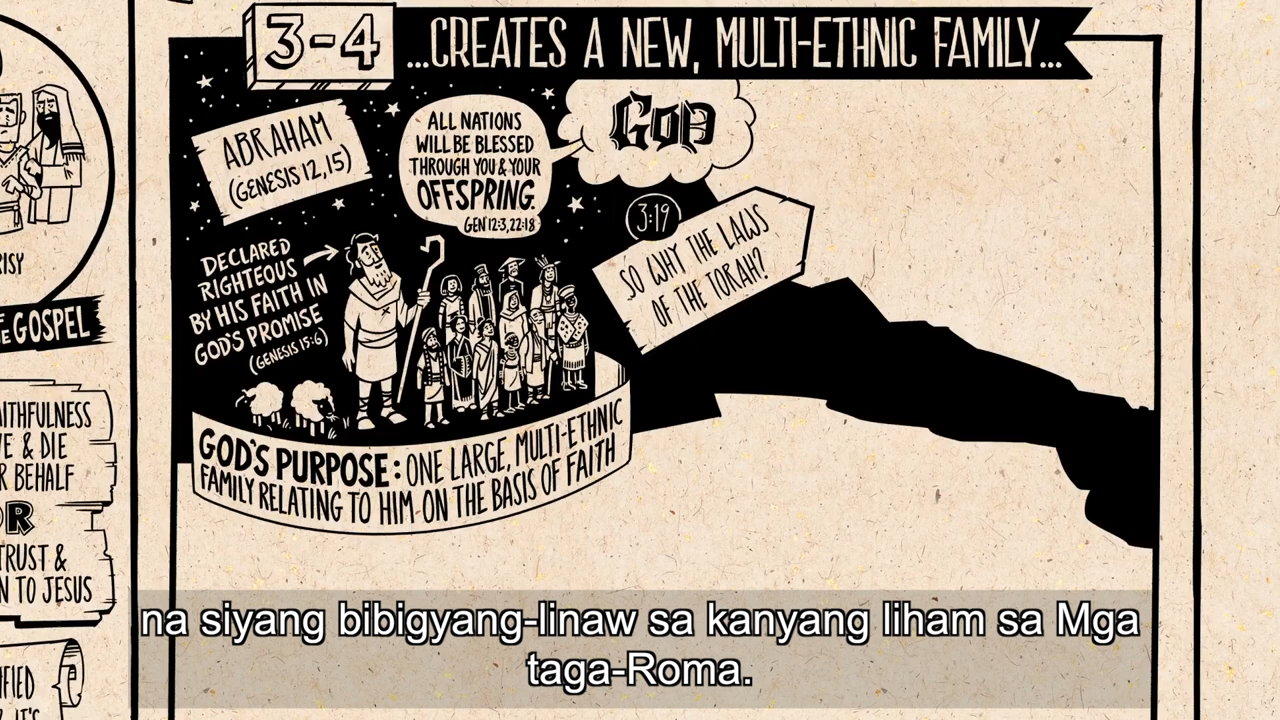 3-4
...CREATES A NEW, MULTI-ETHNIC FAMILY...
ABRAHAM
(GENESIS 12, 15)
ALL NATIONS
WILL BE BLESSED
THROUGH YOU & YOUR
OFFSPRING.
GEN 12:3, 22:18
GOD
3:19
SO WHY THE LAWS
OF THE TORAH?
DECLARED
RIGHTEOUS
BY HIS FAITH IN
GOD'S PROMISE
(GENESIS 15:6)
GOD'S PURPOSE: ONE LARGE, MULTI-ETHNIC
FAMILY RELATING TO HIM ON THE BASIS OF FAITH
GOSPEL
& DIE
BEHALF
TRUST &
TO JESUS
na siyang bibigyang-linaw sa kanyang liham sa Mga
taga-Roma.